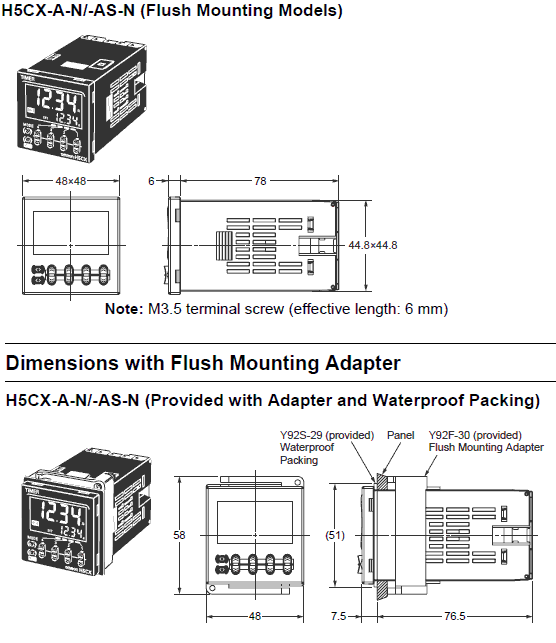 H5CX-A-N/-AS-N (Flush Mounting Models)
TIMER
1234
1234
MODE
H5CX
48×48
6
78
44.8×44.8
Note: M3.5 terminal screw (effective length: 6 mm)
Dimensions with Flush Mounting Adapter
H5CX-A-N/-AS-N (Provided with Adapter and Waterproof Packing)
Y92S-29 (provided)
Waterproof
Packing
Panel
Y92F-30 (provided)
Flush Mounting Adapter
TIMER
1234
1234
MODE
H5CX
58
(51)
48
7.5
76.5